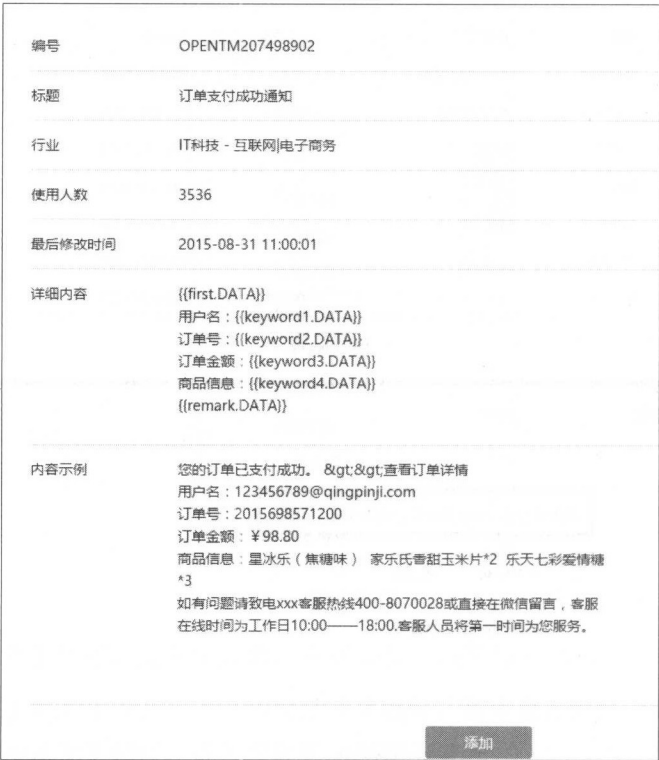 编号 OPENTM207498902
标题 订单支付成功通知
行业 IT科技 - 互联网|电子商务
使用人数 3536
最后修改时间 2015-08-31 11:00:01
详细内容 {{first.DATA}}
用户名：{{keyword1.DATA}}
订单号：{{keyword2.DATA}}
订单金额：{{keyword3.DATA}}
商品信息：{{keyword4.DATA}}
{{remark.DATA}}
内容示例 您的订单已支付成功。 &gt;&gt;查看订单详情
用户名：123456789@qingpinji.com
订单号：2015698571200
订单金额：￥98.80
商品信息：星冰乐（焦糖味） 家乐氏香甜玉米片*2 乐天七彩爱情糖
*3
如有问题请致电xxx客服热线400-8070028或直接在微信留言，客服
在线时间为工作日10:00——18:00.客服人员将第一时间为您服务。
添加